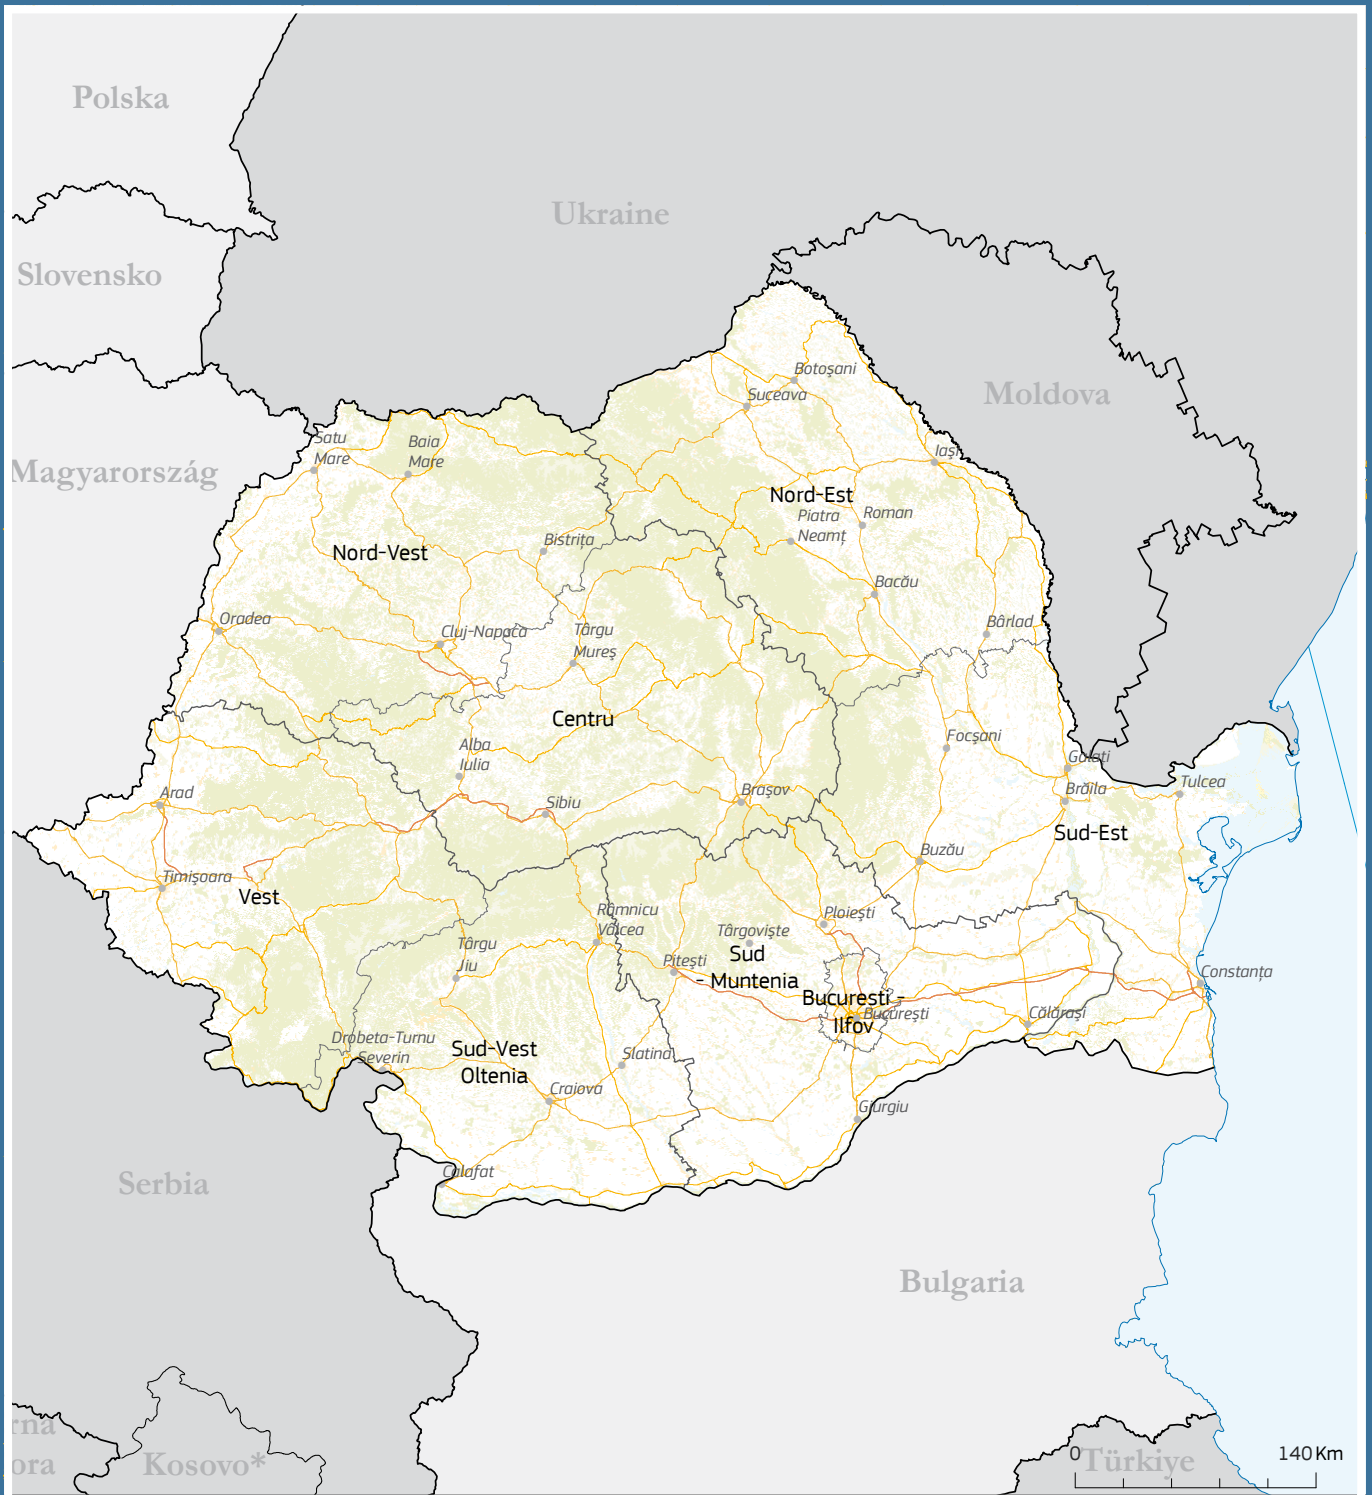 Polska
Ukraine
Slovensko
Botoșani
Suceava
Moldova
Satu
Mare
Baia
Mare
Iași
Magyarország
Nord-Est
Piatra
Neamț
Roman
Bistrița
Nord-Vest
Bacău
Oradea
Cluj-Napoca
Târgu
Mureș
Bârlad
Centru
Focșani
Alba
Iulia
Galați
Tulcea
Arad
Sibiu
Brașov
Brăila
Sud-Est
Buzău
Timișoara
Vest
Râmnicu
Vâlcea
Ploiești
Târgoviște
Târgu
Jiu
Sud
- Muntenia
Pitești
Constanța
București -
Ilfov
București
Călărași
Drobeta-Turnu
Severin
Sud-Vest
Oltenia
Slatina
Craiova
Giurgiu
Calafat
Serbia
Bulgaria
rna
ora
Kosovo*
Türkiye
0 140 Km